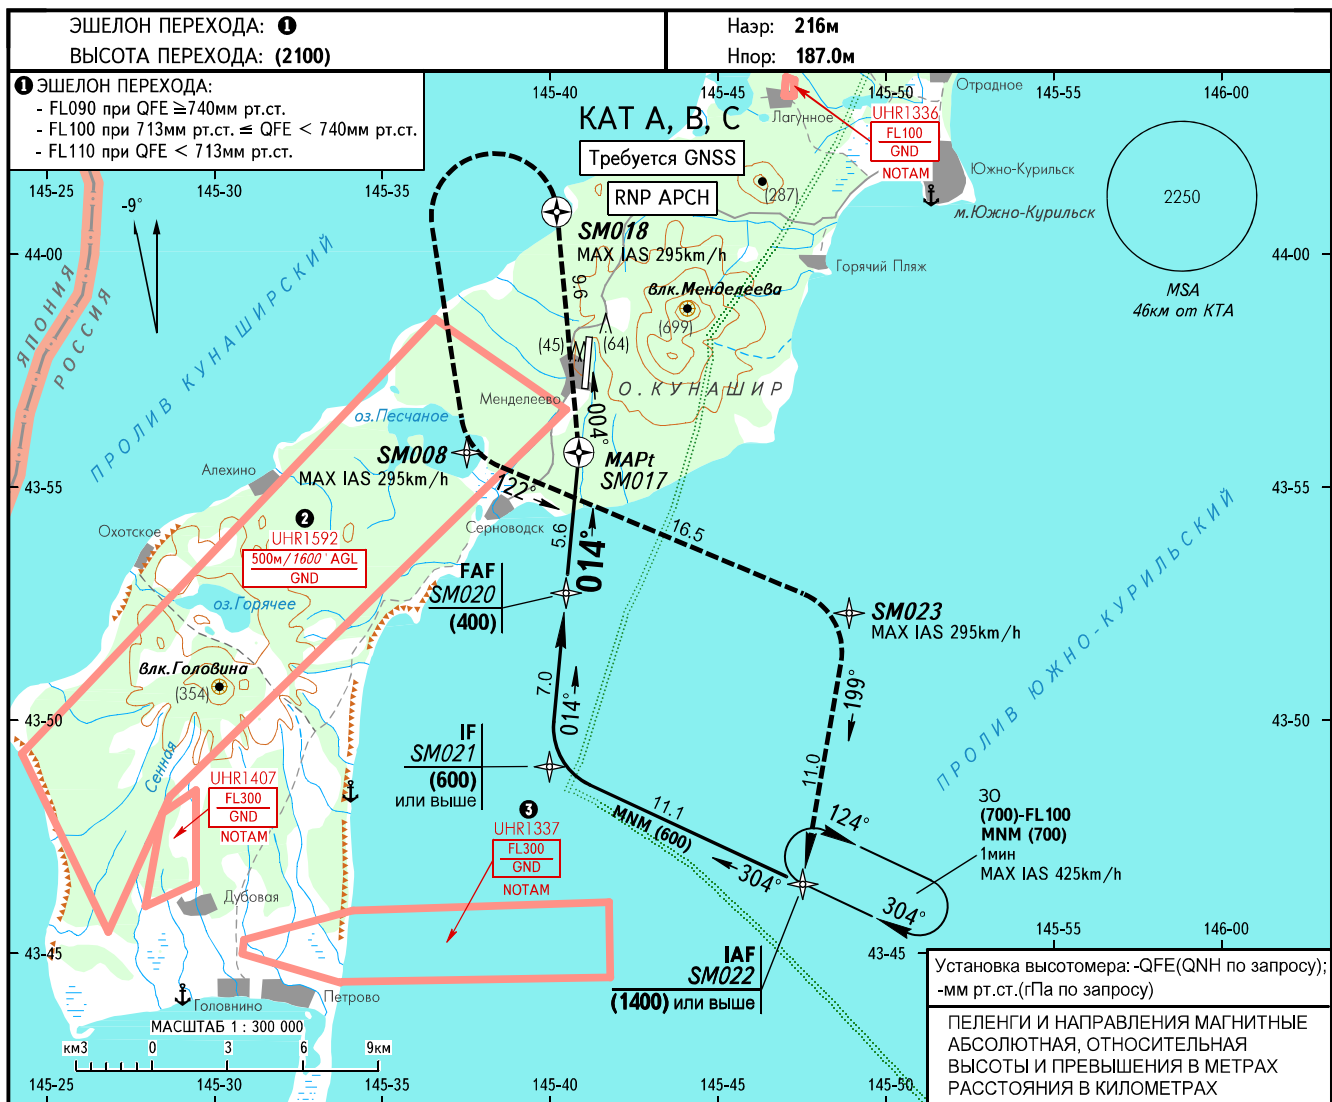 ЭШЕЛОН ПЕРЕХОДА: ❶
ВЫСОТА ПЕРЕХОДА: (2100)
Наэр: 216м
Нпор: 187.0м
❶ ЭШЕЛОН ПЕРЕХОДА:
- FL090 при QFE ≧740мм рт.ст.
- FL100 при 713мм рт.ст. ≦ QFE < 740мм рт.ст.
- FL110 при QFE < 713мм рт.ст.
145-40
145-45
145-50
145-55
146-00
Отрадное
КАТ A, B, C
Лагунное
UHR1336
FL100
GND
NOTAM
Требуется GNSS
RNP APCH
(287)
Южно-Курильск
м.Южно-Курильск
2250
145-25
145-30
145-35
-9°
SM018
MAX IAS 295km/h
44-00
44-00
Горячий Пляж
MSA
46км от КТА
ЯПОНИЯ
РОССИЯ
ПРОЛИВ КУНАШИРСКИЙ
9.6
влк.Менделеева
(699)
(45)
(64)
О. КУНАШИР
Менделеево
004°
оз.Песчаное
SM008
MAX IAS 295km/h
MAPt
SM017
Алехино
122°
43-55
43-55
Серноводск
16.5
Охотское
❷
UHR1592
500м/1600' AGL
GND
5.6
014°
FAF
SM020
(400)
оз.Горячее
SM023
MAX IAS 295km/h
ПРОЛИВ ЮЖНО-КУРИЛЬСКИЙ
влк.Головина
(354)
7.0
014°
199°
43-50
43-50
IF
SM021
(600)
или выше
Сенная
UHR1407
FL300
GND
NOTAM
11.0
11.1
MNM (600)
❸
UHR1337
FL300
GND
NOTAM
124°
ЗО
(700)-FL100
MNM (700)
1мин
MAX IAS 425km/h
304°
304°
Дубовая
43-45
43-45
145-55
146-00
IAF
SM022
(1400) или выше
Головнино
Петрово
МАСШТАБ 1 : 300 000
км3 0 3 6 9км
145-25
145-30
145-35
145-40
145-45
145-50
Установка высотомера: -QFE(QNH по запросу);
-мм рт.ст.(гПа по запросу)
ПЕЛЕНГИ И НАПРАВЛЕНИЯ МАГНИТНЫЕ
АБСОЛЮТНАЯ, ОТНОСИТЕЛЬНАЯ
ВЫСОТЫ И ПРЕВЫШЕНИЯ В МЕТРАХ
РАССТОЯНИЯ В КИЛОМЕТРАХ